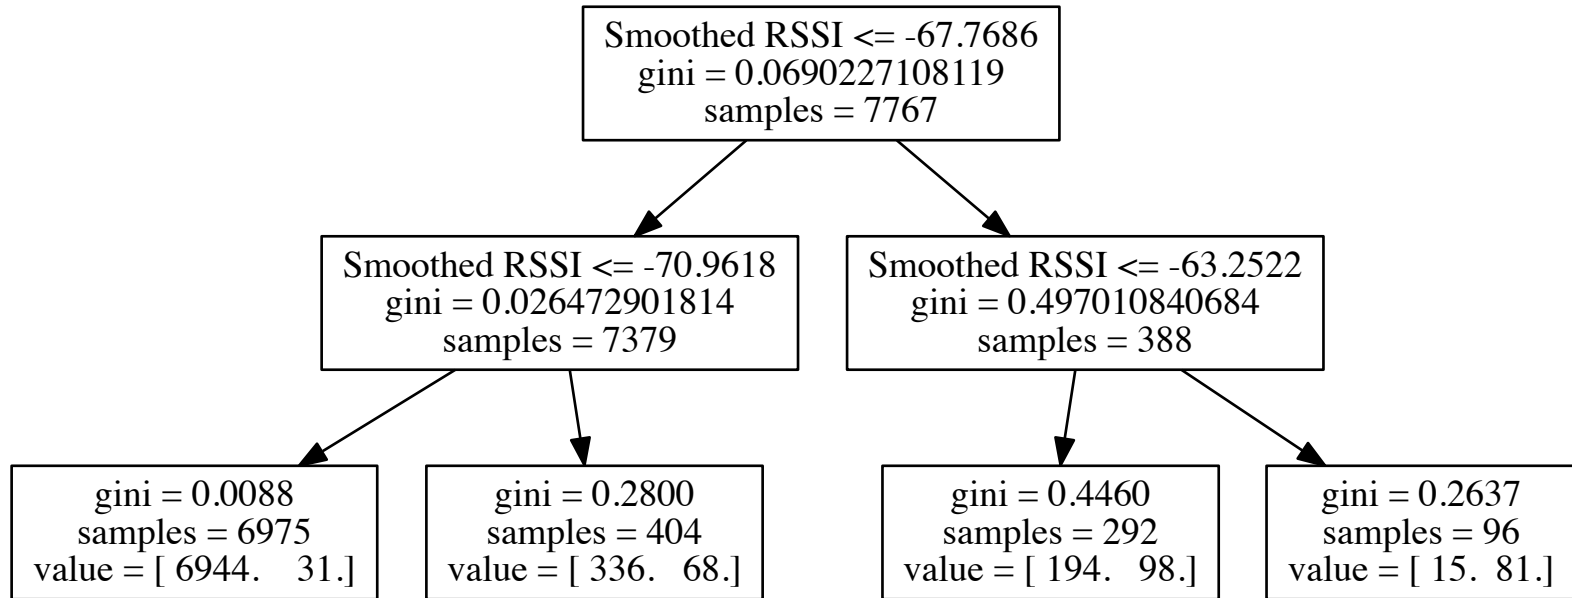 Smoothed RSSI <= -67.7686
gini = 0.0690227108119
samples = 7767
Smoothed RSSI <= -70.9618
gini = 0.026472901814
samples = 7379
Smoothed RSSI <= -63.2522
gini = 0.497010840684
samples = 388
gini = 0.0088
samples = 6975
value = [ 6944.    31.]
gini = 0.2800
samples = 404
value = [ 336.   68.]
gini = 0.4460
samples = 292
value = [ 194.   98.]
gini = 0.2637
samples = 96
value = [ 15.  81.]